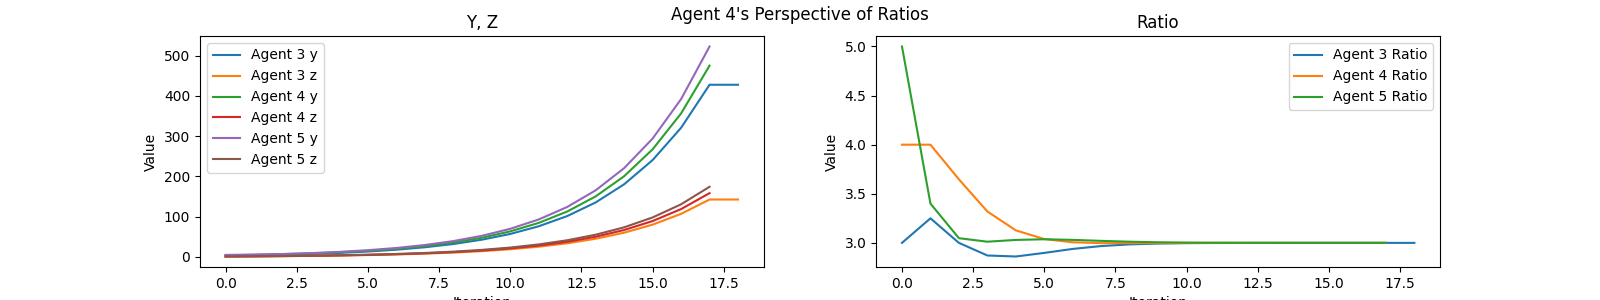 Agent 4's Perspective of Ratios
Y, Z
Value
500
400
300
200
100
0
Agent 3 y
Agent 3 z
Agent 4 y
Agent 4 z
Agent 5 y
Agent 5 z
0.0 2.5 5.0 7.5 10.0 12.5 15.0 17.5
Iteration
Ratio
Value
5.0
4.5
4.0
3.5
3.0
Agent 3 Ratio
Agent 4 Ratio
Agent 5 Ratio
0.0 2.5 5.0 7.5 10.0 12.5 15.0 17.5
Iteration